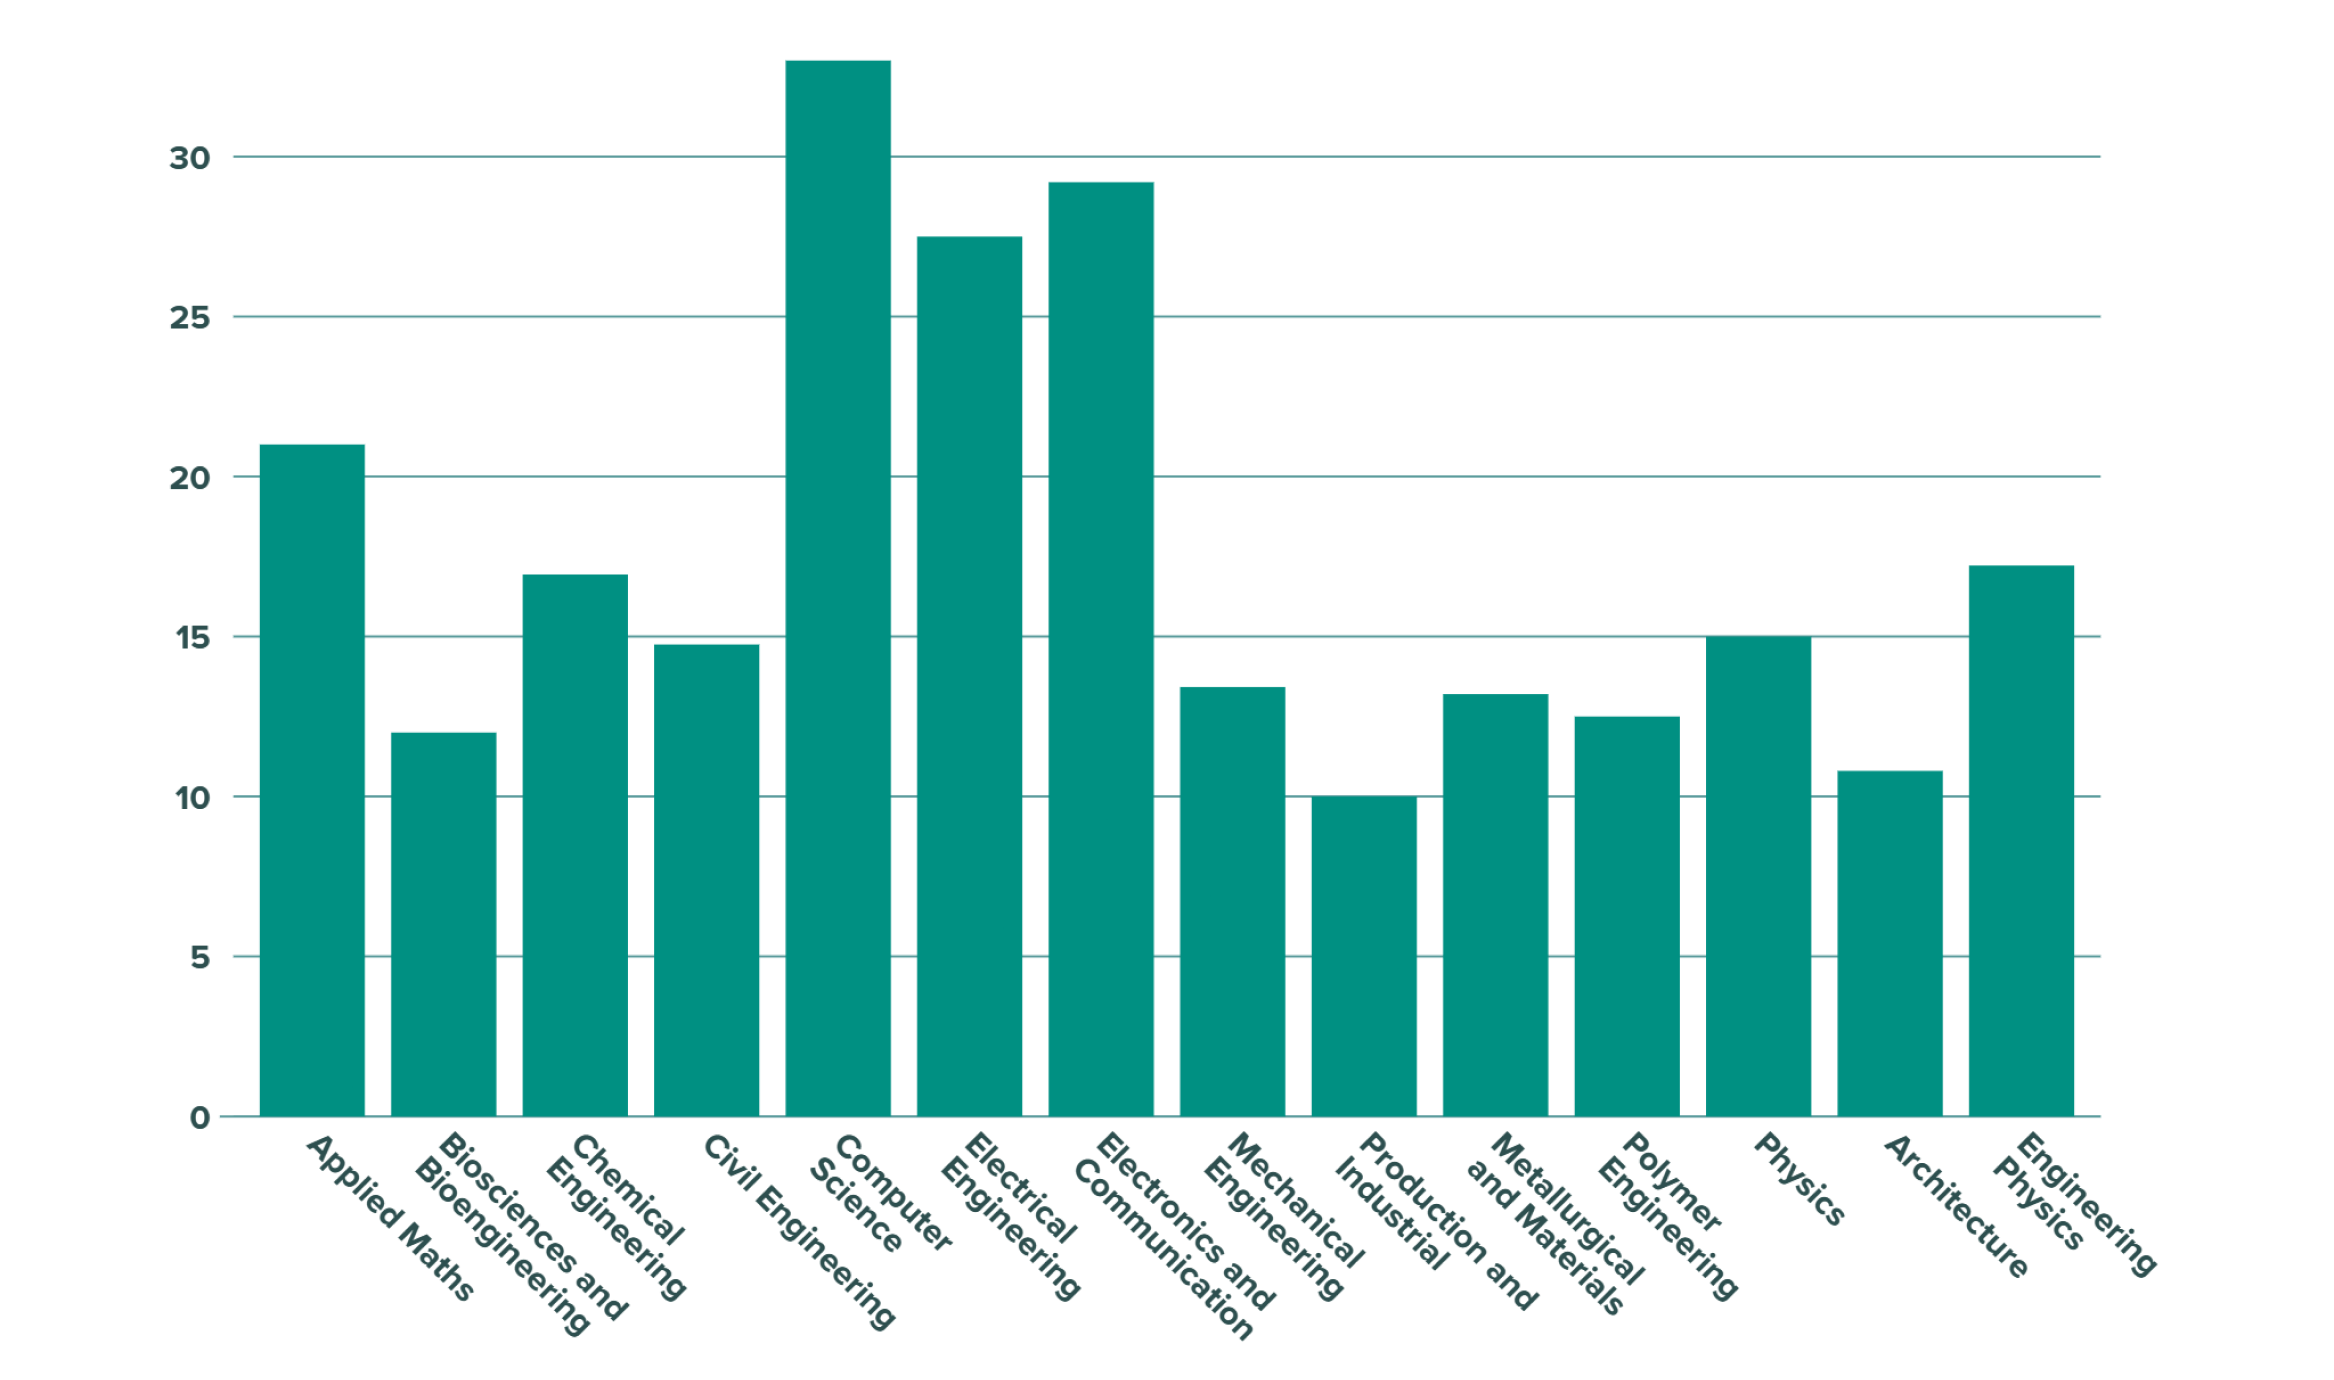 30
25
20
15
10
5
0
Applied Maths
Biosciences and
Bioengineering
Chemical
Engineering
Civil Engineering
Computer
Science
Electrical
Engineering
Electronics and
Communication
Mechanical
Engineering
Production and
Industrial
Metallurgical
and Materials
Polymer
Engineering
Physics
Architecture
Engineering
Physics